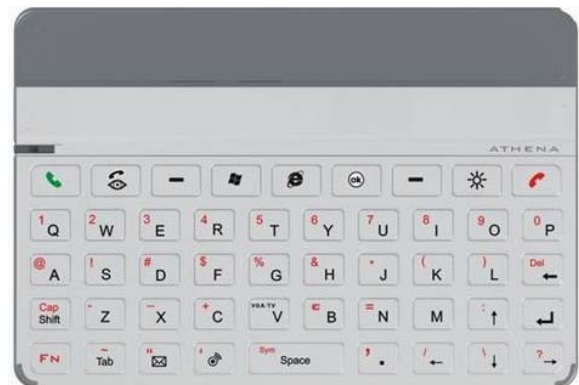 ATHENA
ok
1 Q 2 W 3 E 4 R 5 T 6 Y 7 U 8 I 9 O 0 P
@ A ! S # D $ F % G & H * J ( K ) L Del ←
Cap Shift - Z _ X + C VGA/TV V € B = N M : ↑ ↵
FN ~ Tab " ' Sym Space , . / ← \ ↓ ? →